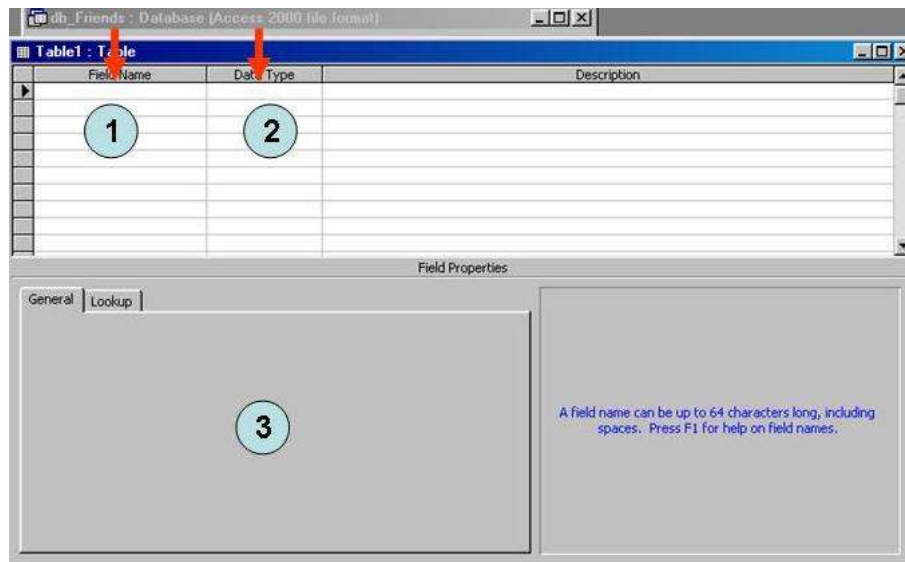 db_Friends : Database (Access 2000 file format)
Table1 : Table
Field Name Data Type Description
1 2
Field Properties
General Lookup
3
A field name can be up to 64 characters long, including
spaces. Press F1 for help on field names.